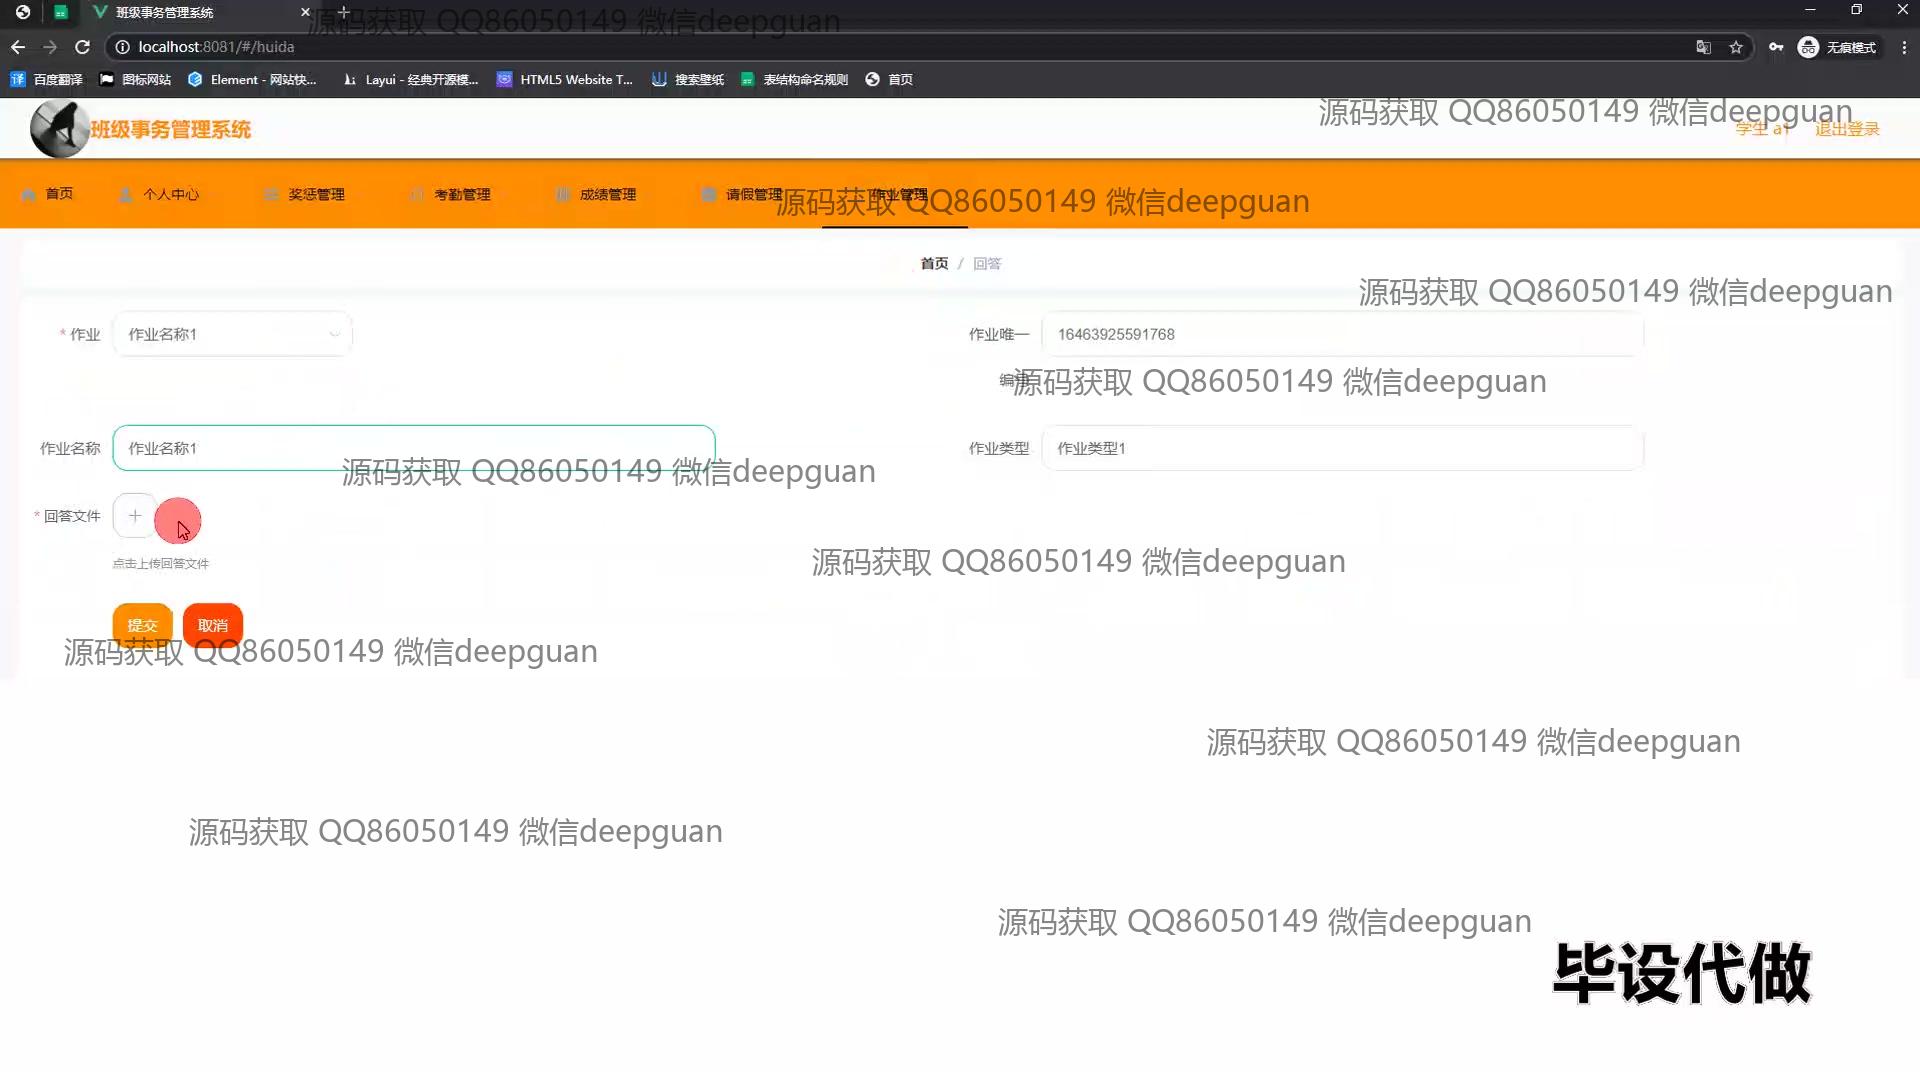 班级事务管理系统
源码获取 QQ86050149 微信deepguan
localhost:8081/#/huida
无痕模式
百度翻译
图标网站
Element - 网站快...
Layui - 经典开源模...
HTML5 Website T...
搜索壁纸
表结构命名规则
首页
班级事务管理系统
源码获取 QQ86050149 微信deepguan
学生 a1
退出登录
首页
个人中心
奖惩管理
考勤管理
成绩管理
请假管理
作业管理
源码获取 QQ86050149 微信deepguan
首页 / 回答
源码获取 QQ86050149 微信deepguan
* 作业
作业名称1
作业唯一
16463925591768
源码获取 QQ86050149 微信deepguan
作业名称
作业名称1
作业类型
作业类型1
源码获取 QQ86050149 微信deepguan
* 回答文件
点击上传回答文件
源码获取 QQ86050149 微信deepguan
提交
取消
源码获取 QQ86050149 微信deepguan
源码获取 QQ86050149 微信deepguan
源码获取 QQ86050149 微信deepguan
源码获取 QQ86050149 微信deepguan
毕设代做